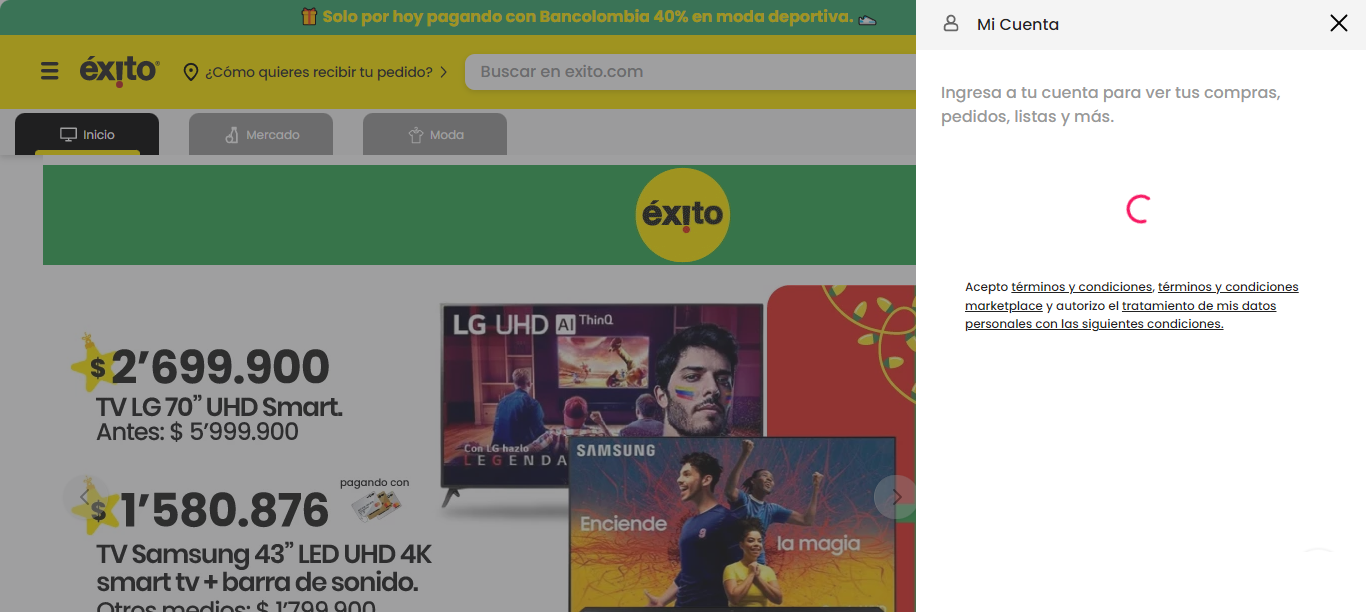 Solo por hoy pagando con Bancolombia 40% en moda deportiva.
Mi Cuenta
éxito
¿Cómo quieres recibir tu pedido?
Buscar en exito.com
Inicio
Mercado
Moda
Ingresa a tu cuenta para ver tus compras,
pedidos, listas y más.
Acepto términos y condiciones, términos y condiciones
marketplace y autorizo el tratamiento de mis datos
personales con las siguientes condiciones.
éxito
$2’699.900
TV LG 70” UHD Smart.
Antes: $ 5’999.900
LG UHD AI ThinQ
Con LG hazlo
LEGENDA
pagando con
$1’580.876
TV Samsung 43” LED UHD 4K
smart tv + barra de sonido.
Otros medios: $ 1’799.900
SAMSUNG
Enciende
la magia